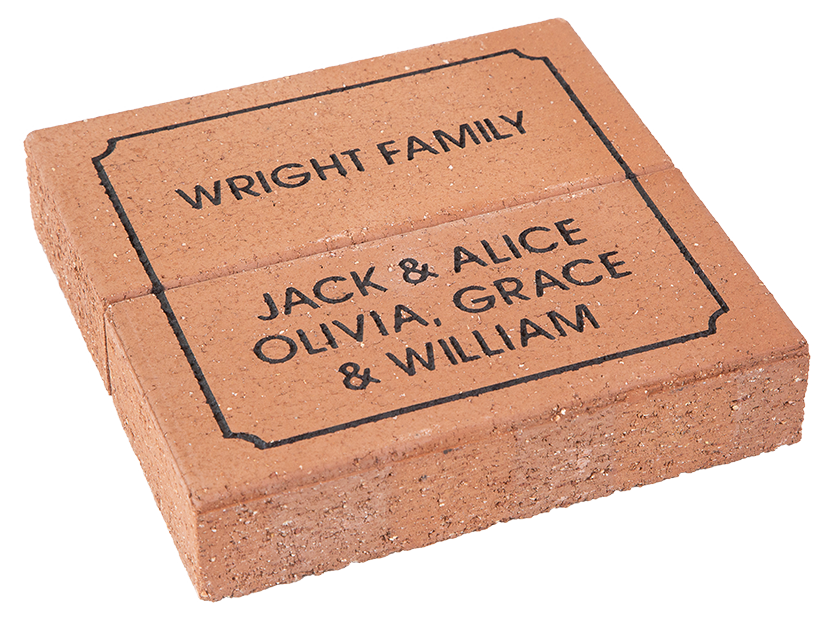 WRIGHT FAMILY
JACK & ALICE
OLIVIA, GRACE
& WILLIAM